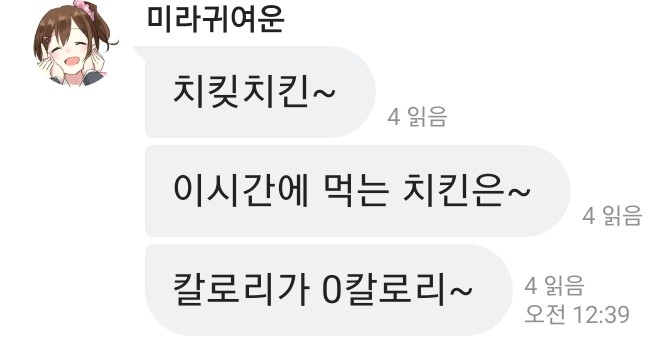 미라귀여운
치킺치킨~
4 읽음
이시간에 먹는 치킨은~
4 읽음
칼로리가 0칼로리~
4 읽음
오전 12:39